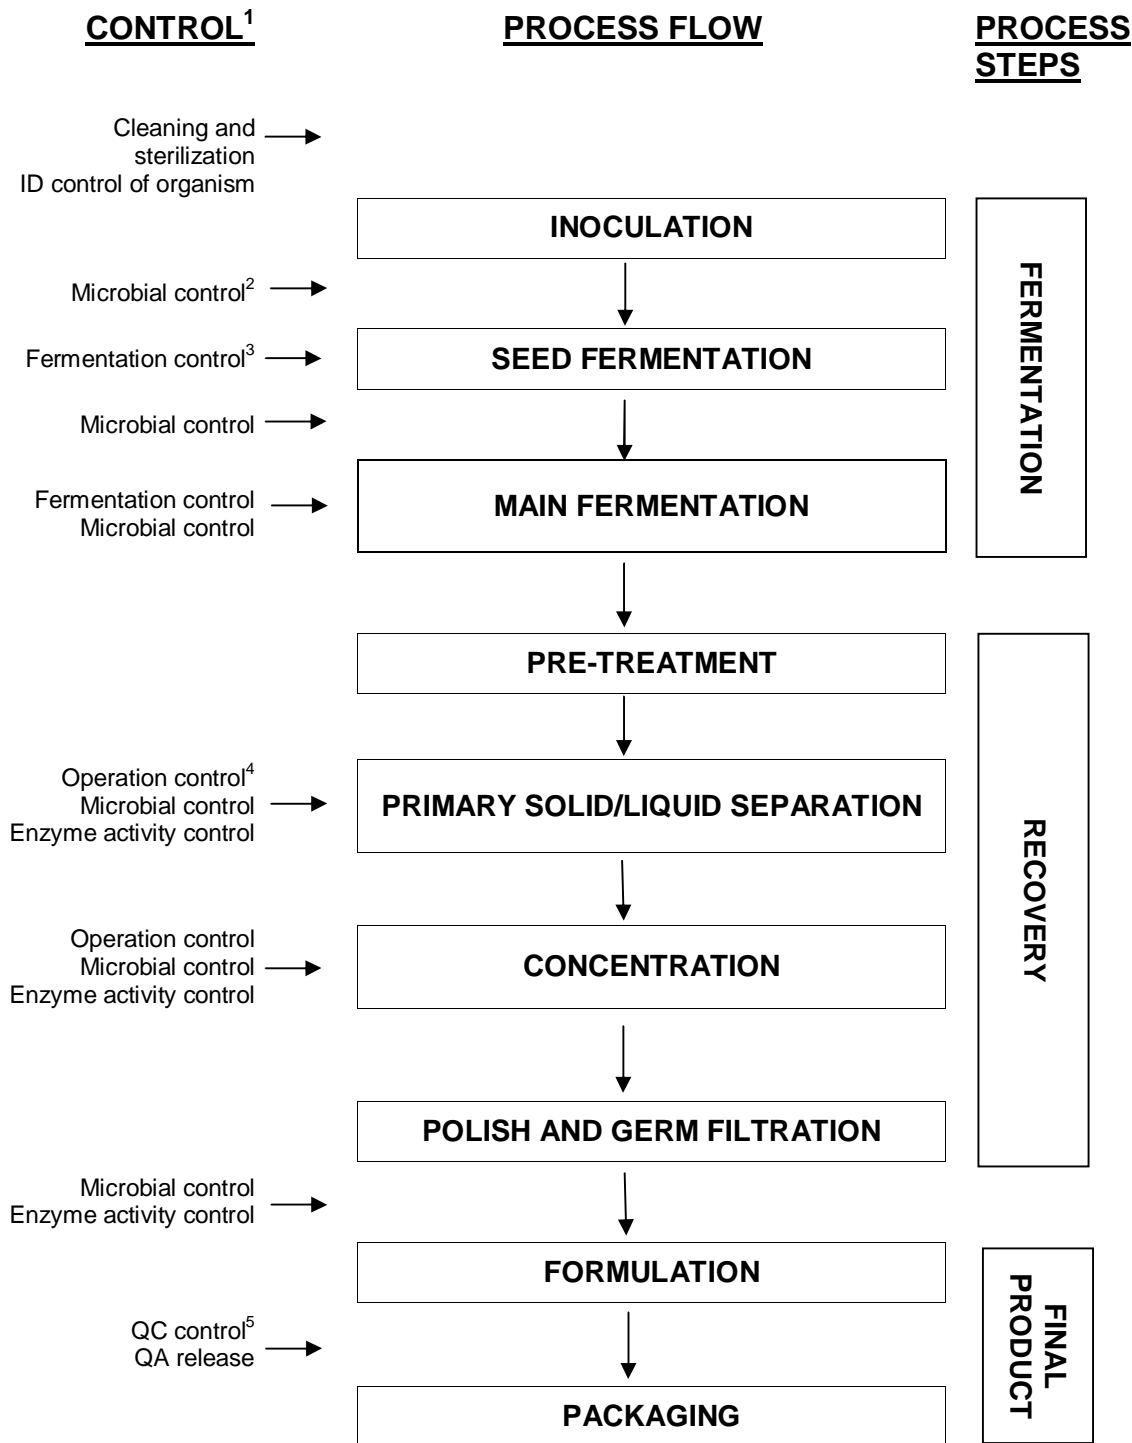 CONTROL1
PROCESS FLOW
PROCESS
STEPS
Cleaning and
sterilization
ID control of organism
INOCULATION
Microbial control2
Fermentation control3
SEED FERMENTATION
Microbial control
Fermentation control
Microbial control
MAIN FERMENTATION
FERMENTATION
PRE-TREATMENT
Operation control4
Microbial control
Enzyme activity control
PRIMARY SOLID/LIQUID SEPARATION
Operation control
Microbial control
Enzyme activity control
CONCENTRATION
POLISH AND GERM FILTRATION
RECOVERY
Microbial control
Enzyme activity control
FORMULATION
QC control5
QA release
PACKAGING
FINAL
PRODUCT